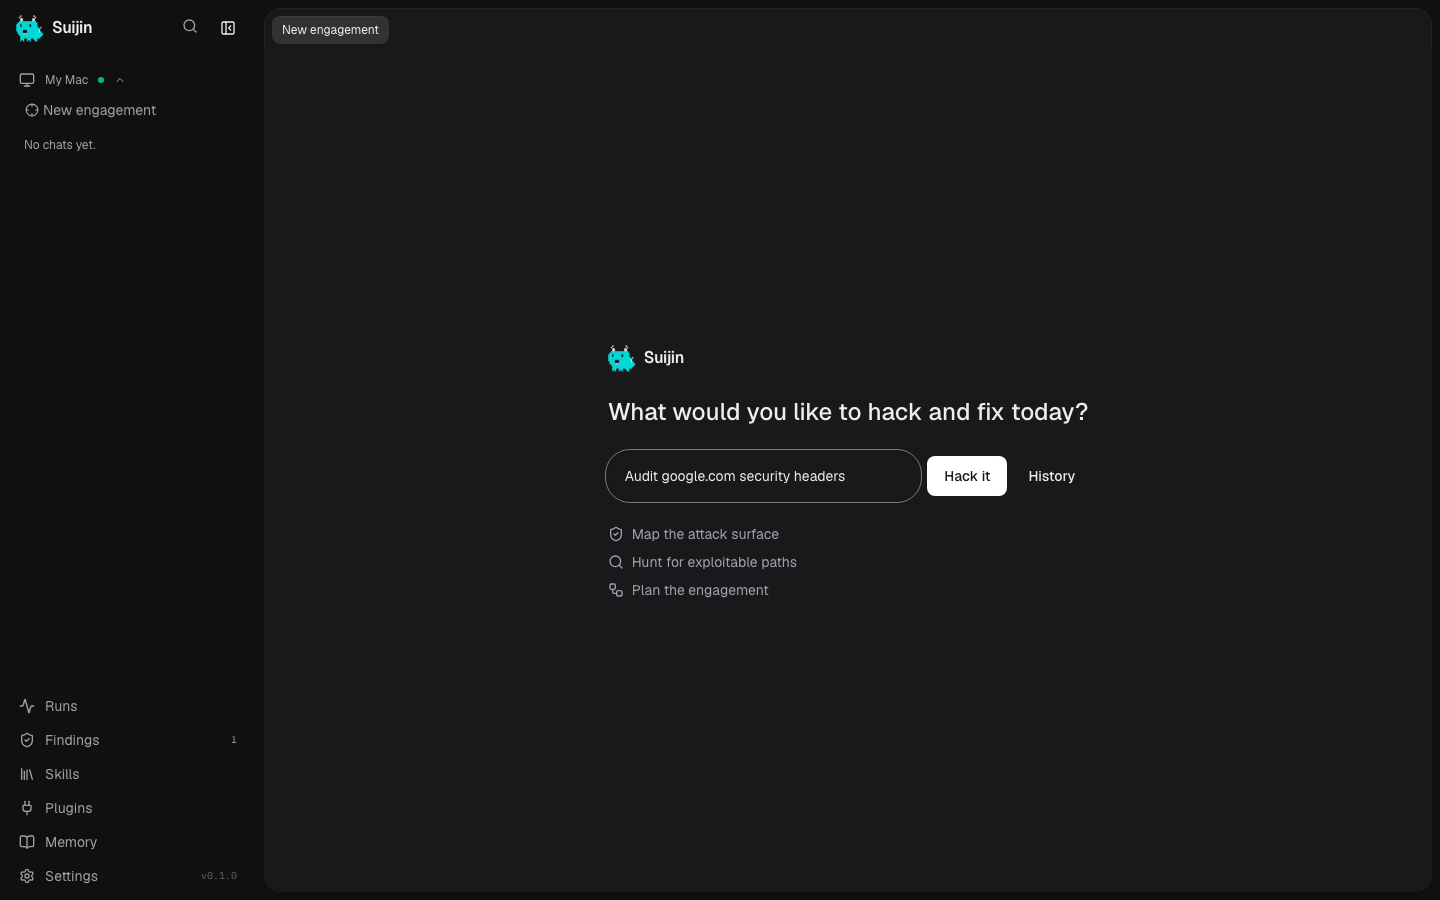 Suijin
My Mac
New engagement
No chats yet.
Runs
Findings 1
Skills
Plugins
Memory
Settings v0.1.0
New engagement
Suijin
What would you like to hack and fix today?
Audit google.com security headers
Hack it
History
Map the attack surface
Hunt for exploitable paths
Plan the engagement